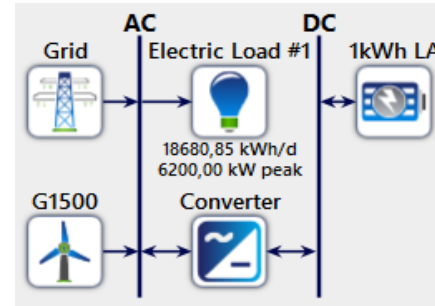 AC DC
Grid Electric Load #1 1kWh LA
18680,85 kWh/d
6200,00 kW peak
G1500 Converter